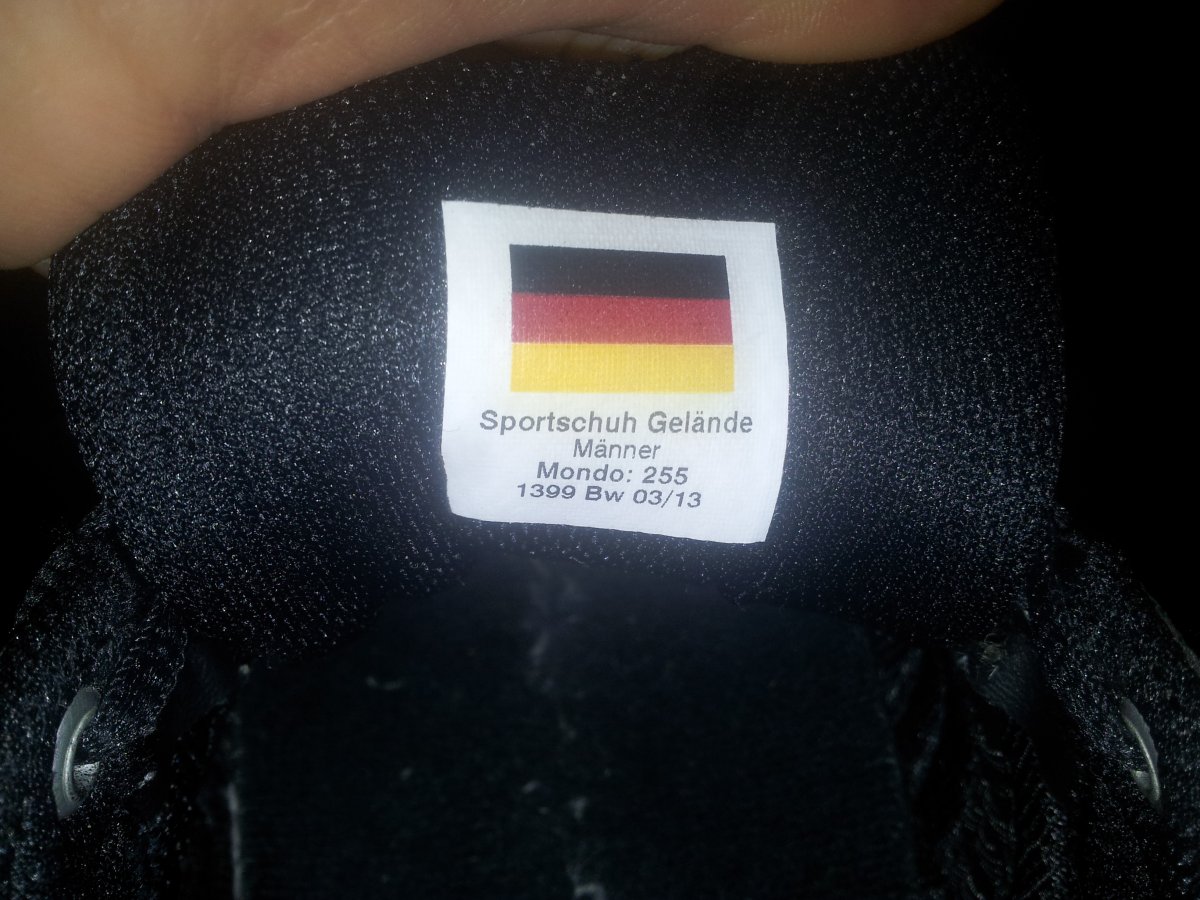 Sportschuh Gelände
Männer
Mondo: 255
1399 Bw 03/13